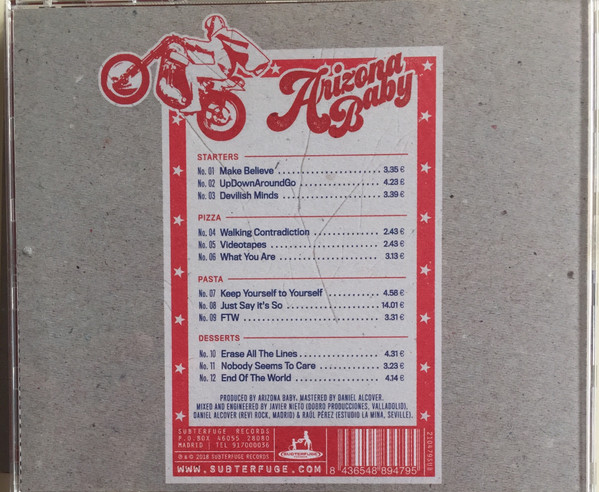 Arizona
Baby
STARTERS
No. 01 Make Believe ........................ 3.35 €
No. 02 UpDownAroundGo .................. 4.23 €
No. 03 Devilish Minds ...................... 3.39 €
PIZZA
No. 04 Walking Contradiction ............... 2.43 €
No. 05 Videotapes .......................... 2.43 €
No. 06 What You Are ........................ 3.13 €
PASTA
No. 07 Keep Yourself to Yourself ............ 4.56 €
No. 08 Just Say It's So ..................... 14.01 €
No. 09 FTW ................................. 3.31 €
DESSERTS
No. 10 Erase All The Lines .................. 4.31 €
No. 11 Nobody Seems To Care ............... 3.23 €
No. 12 End Of The World .................... 4.14 €
PRODUCED BY ARIZONA BABY. MASTERED BY DANIEL ALCOVER.
MIXED AND ENGINEERED BY JAVIER NIETO (DDDRO PRODUCCIONES, VALLADOLID),
DANIEL ALCOVER (REVI ROCK, MADRID) & RAÚL PÉREZ (ESTUDIO LA MINA, SEVILLE).
SUBTERFUGE RECORDS
P.O.BOX 46055 28080
MADRID | TEL 917000036
℗ & © 2018 SUBTERFUGE RECORDS
WWW.SUBTERFUGE.COM
SUBTERFUGE
8 436548 894795